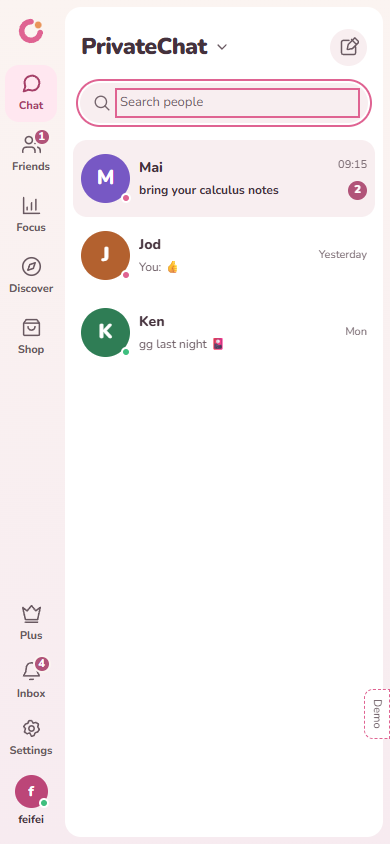 PrivateChat
Search people
Chat
1
Friends
Focus
Discover
Shop
M
Mai
09:15
bring your calculus notes
2
J
Jod
Yesterday
You: 👍
K
Ken
Mon
gg last night 🎴
Plus
4
Inbox
Settings
f
feifei
Demo